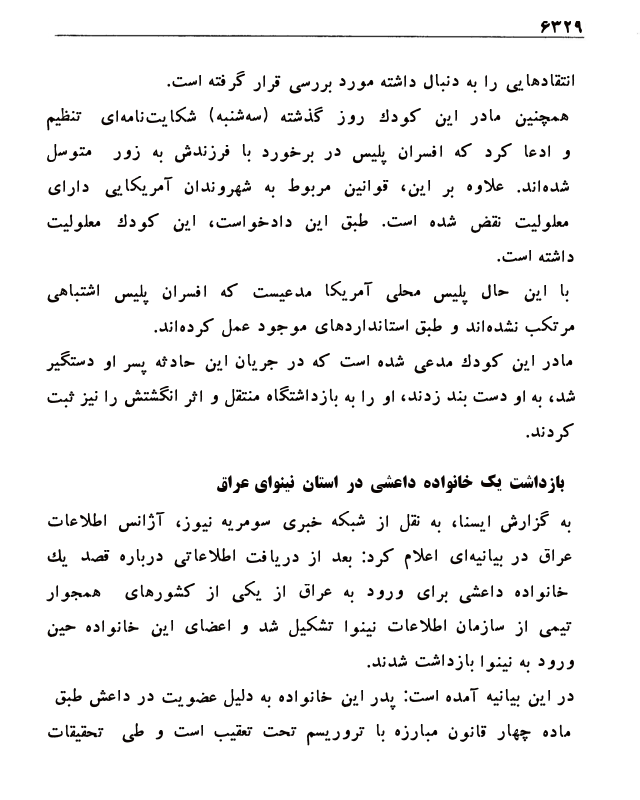 ۶۳۲۹
انتقادهایی را به دنبال داشته مورد بررسی قرار گرفته است.
همچنین مادر این کودك روز گذشته (سه‌شنبه) شکایت‌نامه‌ای تنظیم
و ادعا کرد که افسران پلیس در برخورد با فرزندش به زور متوسل
شده‌اند. علاوه بر این، قوانین مربوط به شهروندان آمریکایی دارای
معلولیت نقض شده است. طبق این دادخواست، این کودك معلولیت
داشته است.
با این حال پلیس محلی آمریکا مدعیست که افسران پلیس اشتباهی
مرتکب نشده‌اند و طبق استانداردهای موجود عمل کرده‌اند.
مادر این کودك مدعی شده است که در جریان این حادثه پسر او دستگیر
شد، به او دست بند زدند، او را به بازداشتگاه منتقل و اثر انگشتش را نیز ثبت
کردند.
بازداشت یک خانواده داعشی در استان نینوای عراق
به گزارش ایسنا، به نقل از شبکه خبری سومریه نیوز، آژانس اطلاعات
عراق در بیانیه‌ای اعلام کرد: بعد از دریافت اطلاعاتی درباره قصد یك
خانواده داعشی برای ورود به عراق از یکی از کشورهای همجوار
تیمی از سازمان اطلاعات نینوا تشکیل شد و اعضای این خانواده حین
ورود به نینوا بازداشت شدند.
در این بیانیه آمده است: پدر این خانواده به دلیل عضویت در داعش طبق
ماده چهار قانون مبارزه با تروریسم تحت تعقیب است و طی تحقیقات